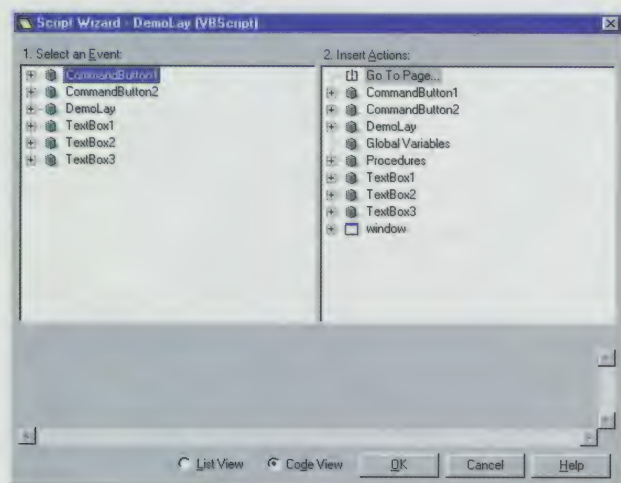 Script Wizard - DemoLay (VBScript)
1. Select an Event:
CommandButton1
CommandButton2
DemoLay
TextBox1
TextBox2
TextBox3
2. Insert Actions:
Go To Page...
CommandButton1
CommandButton2
DemoLay
Global Variables
Procedures
TextBox1
TextBox2
TextBox3
window
List View
Code View
OK
Cancel
Help